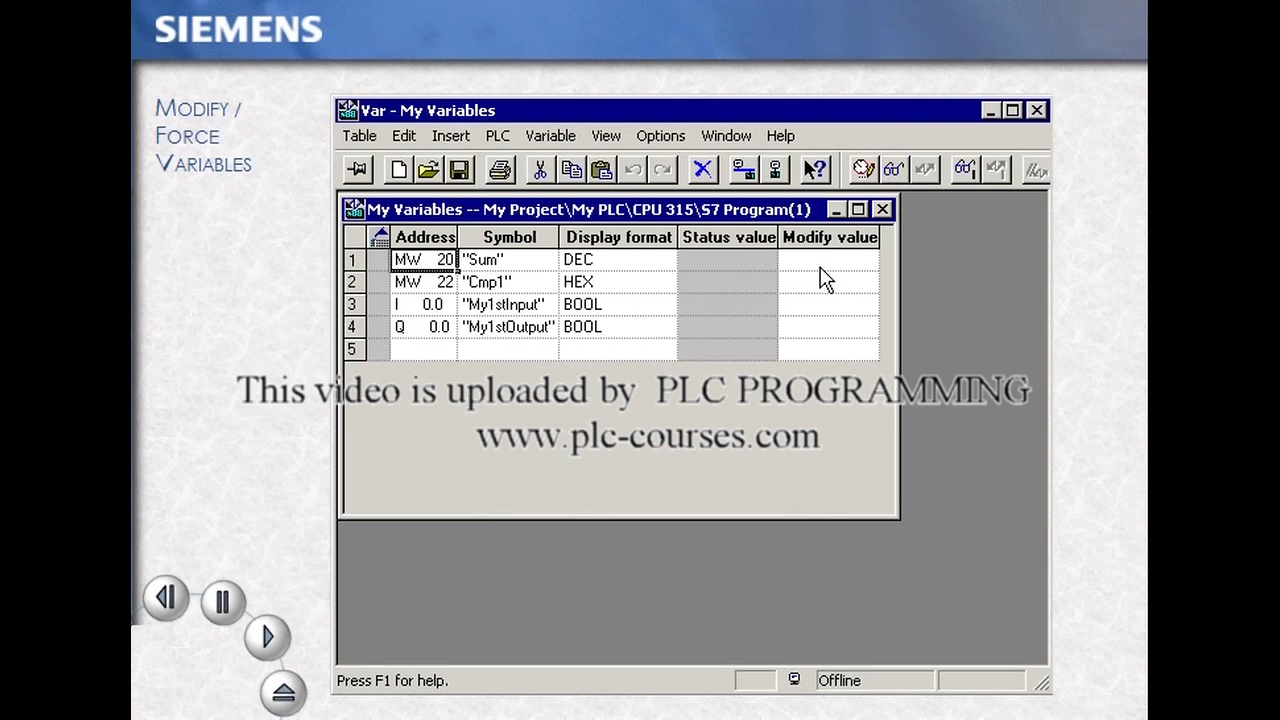 SIEMENS
MODIFY /
FORCE
VARIABLES
Var - My Variables
Table Edit Insert PLC Variable View Options Window Help
My Variables -- My Project\My PLC\CPU 315\S7 Program(1)
Address Symbol Display format Status value Modify value
1 MW 20 "Sum" DEC
2 MW 22 "Cmp1" HEX
3 I 0.0 "My1stInput" BOOL
4 Q 0.0 "My1stOutput" BOOL
5
This video is uploaded by PLC PROGRAMMING
www.plc-courses.com
Press F1 for help.
Offline